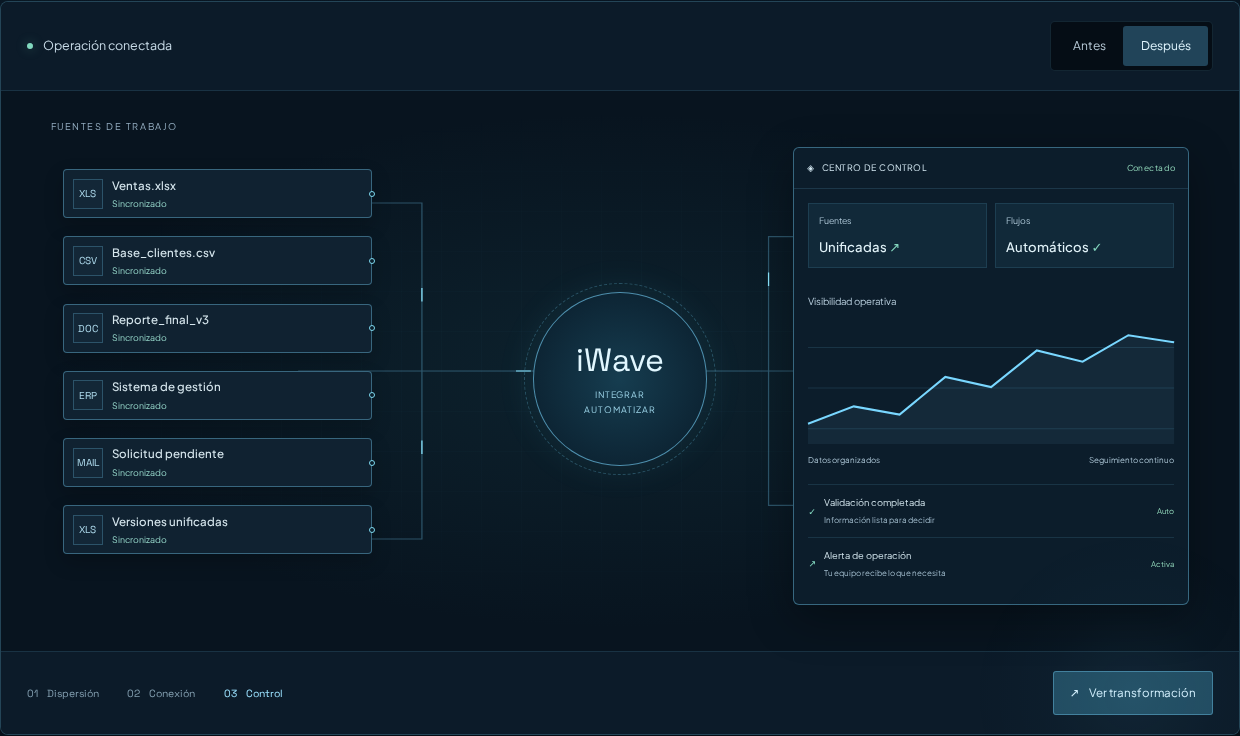 Operación conectada
Antes
Después
FUENTES DE TRABAJO
XLS
Ventas.xlsx
Sincronizado
CSV
Base_clientes.csv
Sincronizado
DOC
Reporte_final_v3
Sincronizado
ERP
Sistema de gestión
Sincronizado
MAIL
Solicitud pendiente
Sincronizado
XLS
Versiones unificadas
Sincronizado
iWave
INTEGRAR
AUTOMATIZAR
◈ CENTRO DE CONTROL
Conectado
Fuentes
Unificadas ↗
Flujos
Automáticos ✓
Visibilidad operativa
Datos organizados
Seguimiento continuo
✓ Validación completada
Información lista para decidir
Auto
↗ Alerta de operación
Tu equipo recibe lo que necesita
Activa
01 Dispersión
02 Conexión
03 Control
↗ Ver transformación